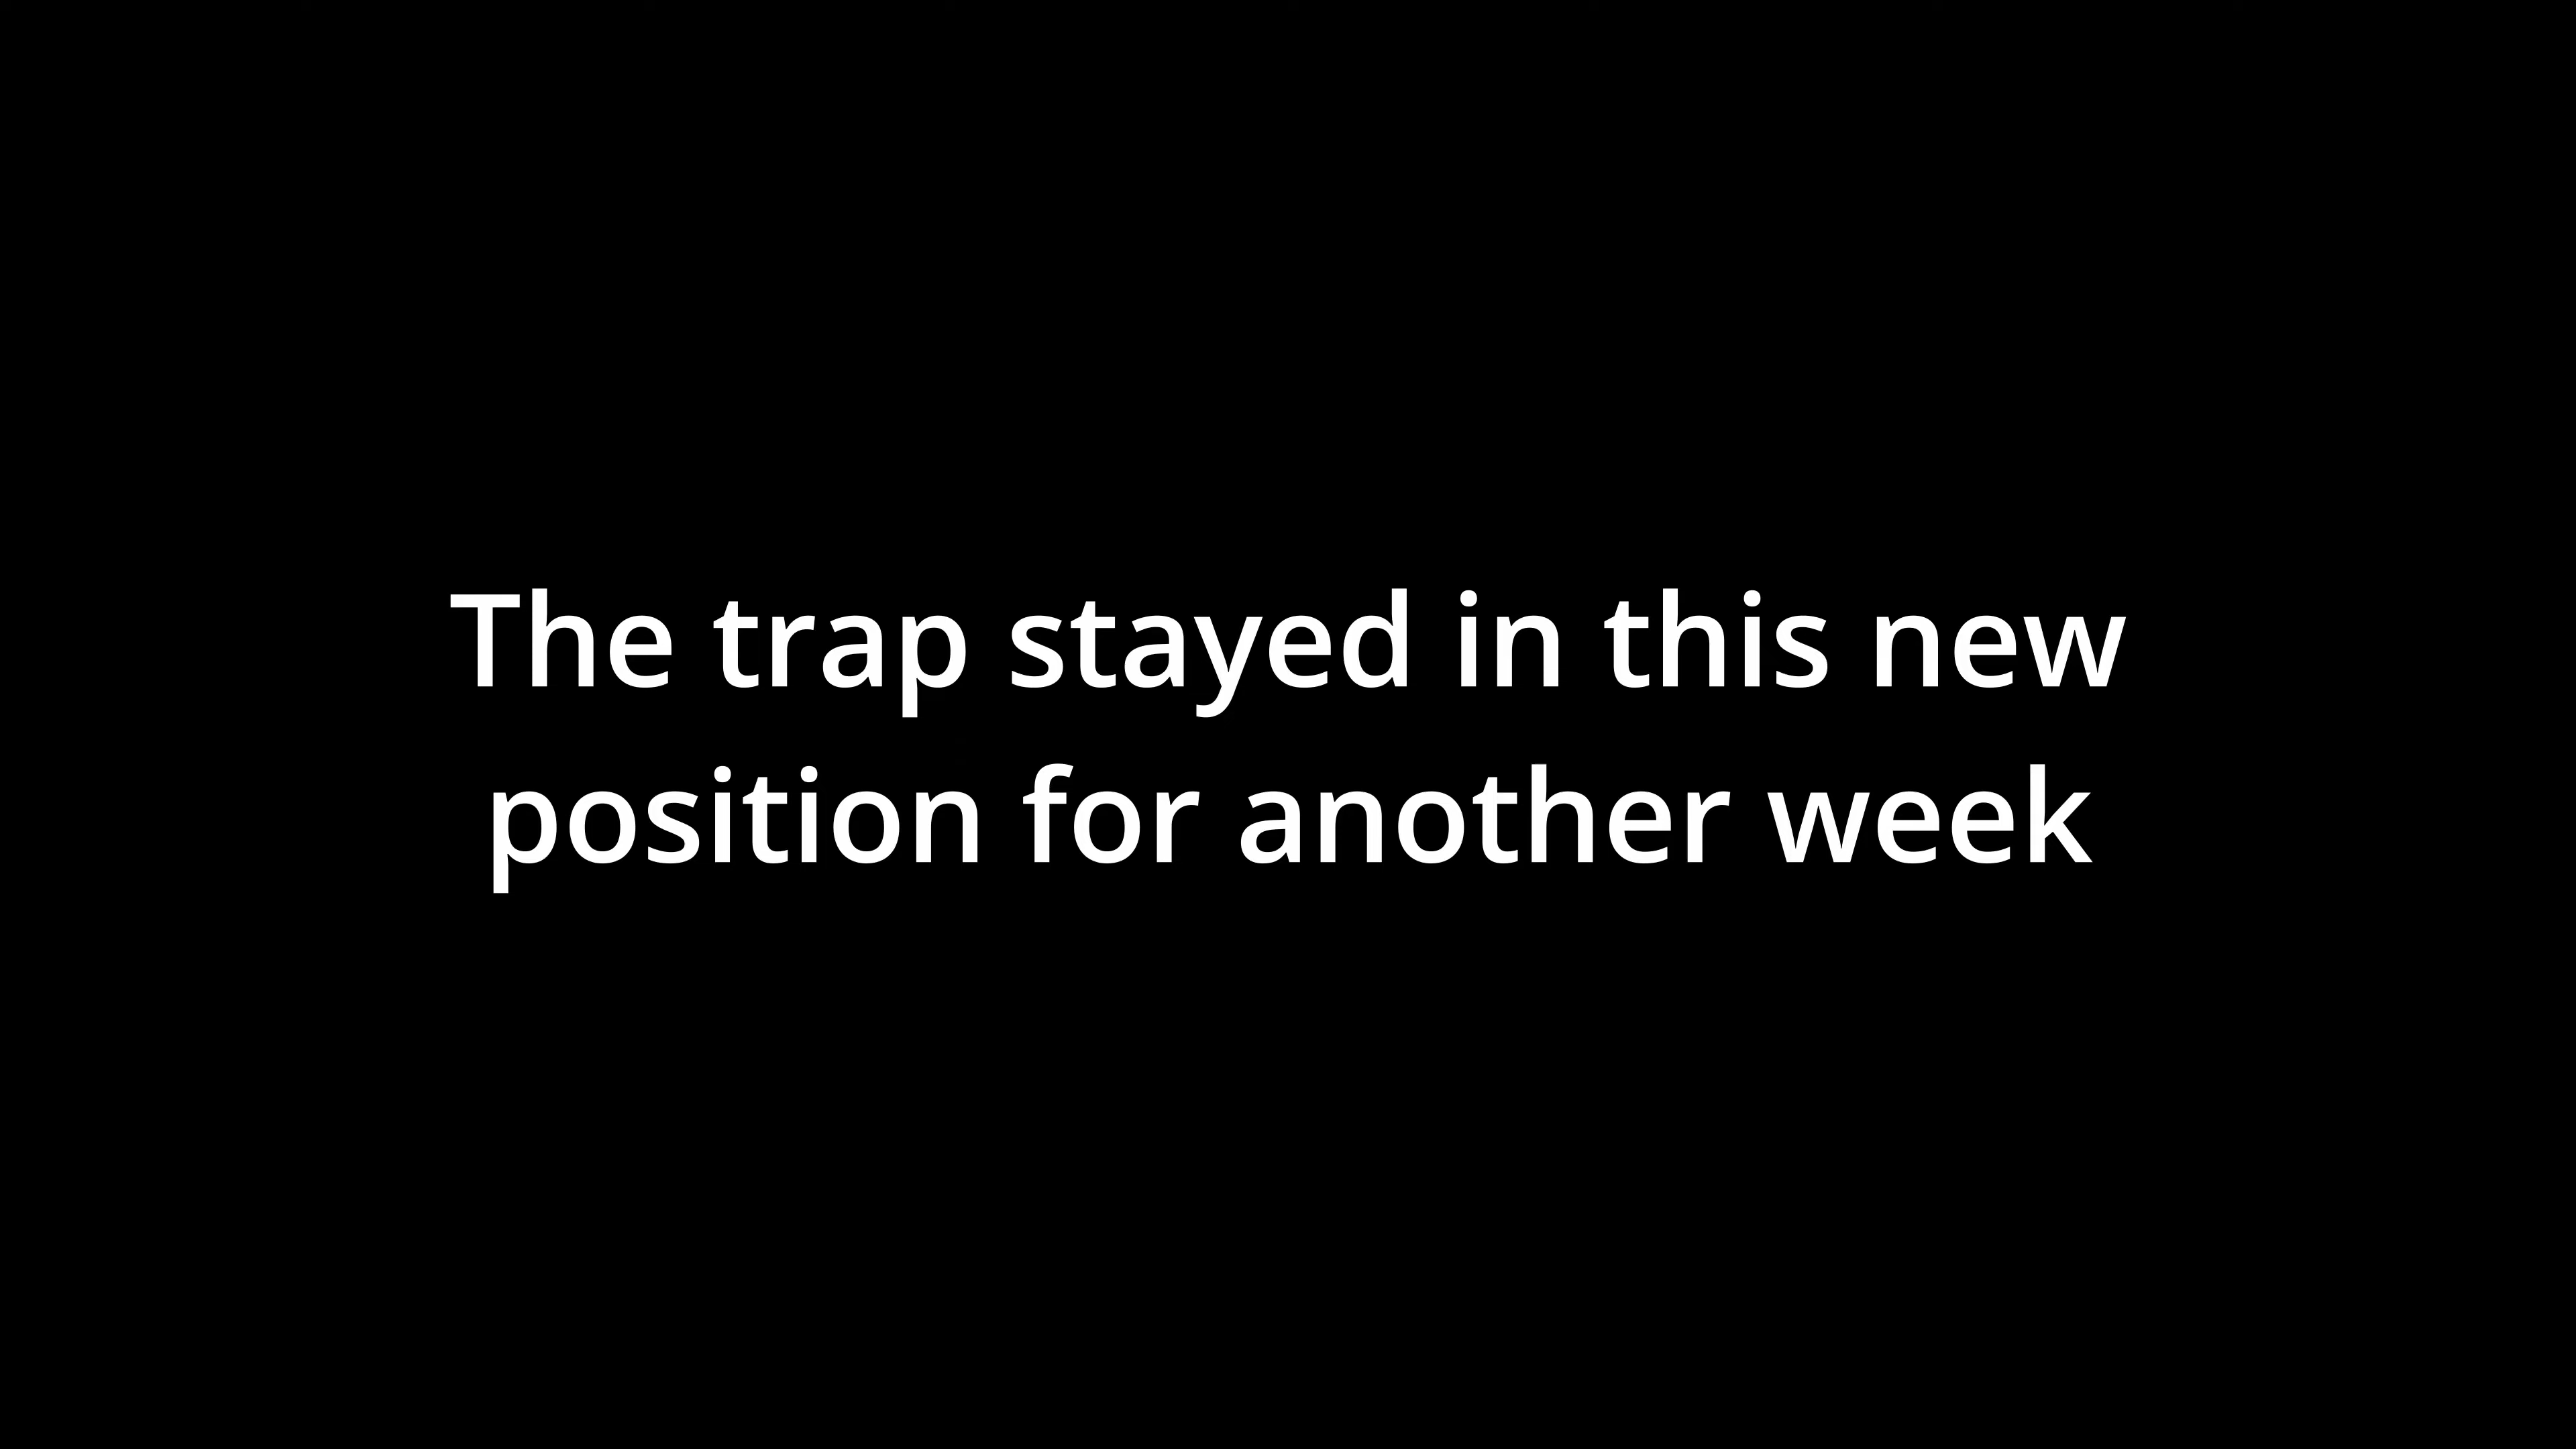 The trap stayed in this new
position for another week